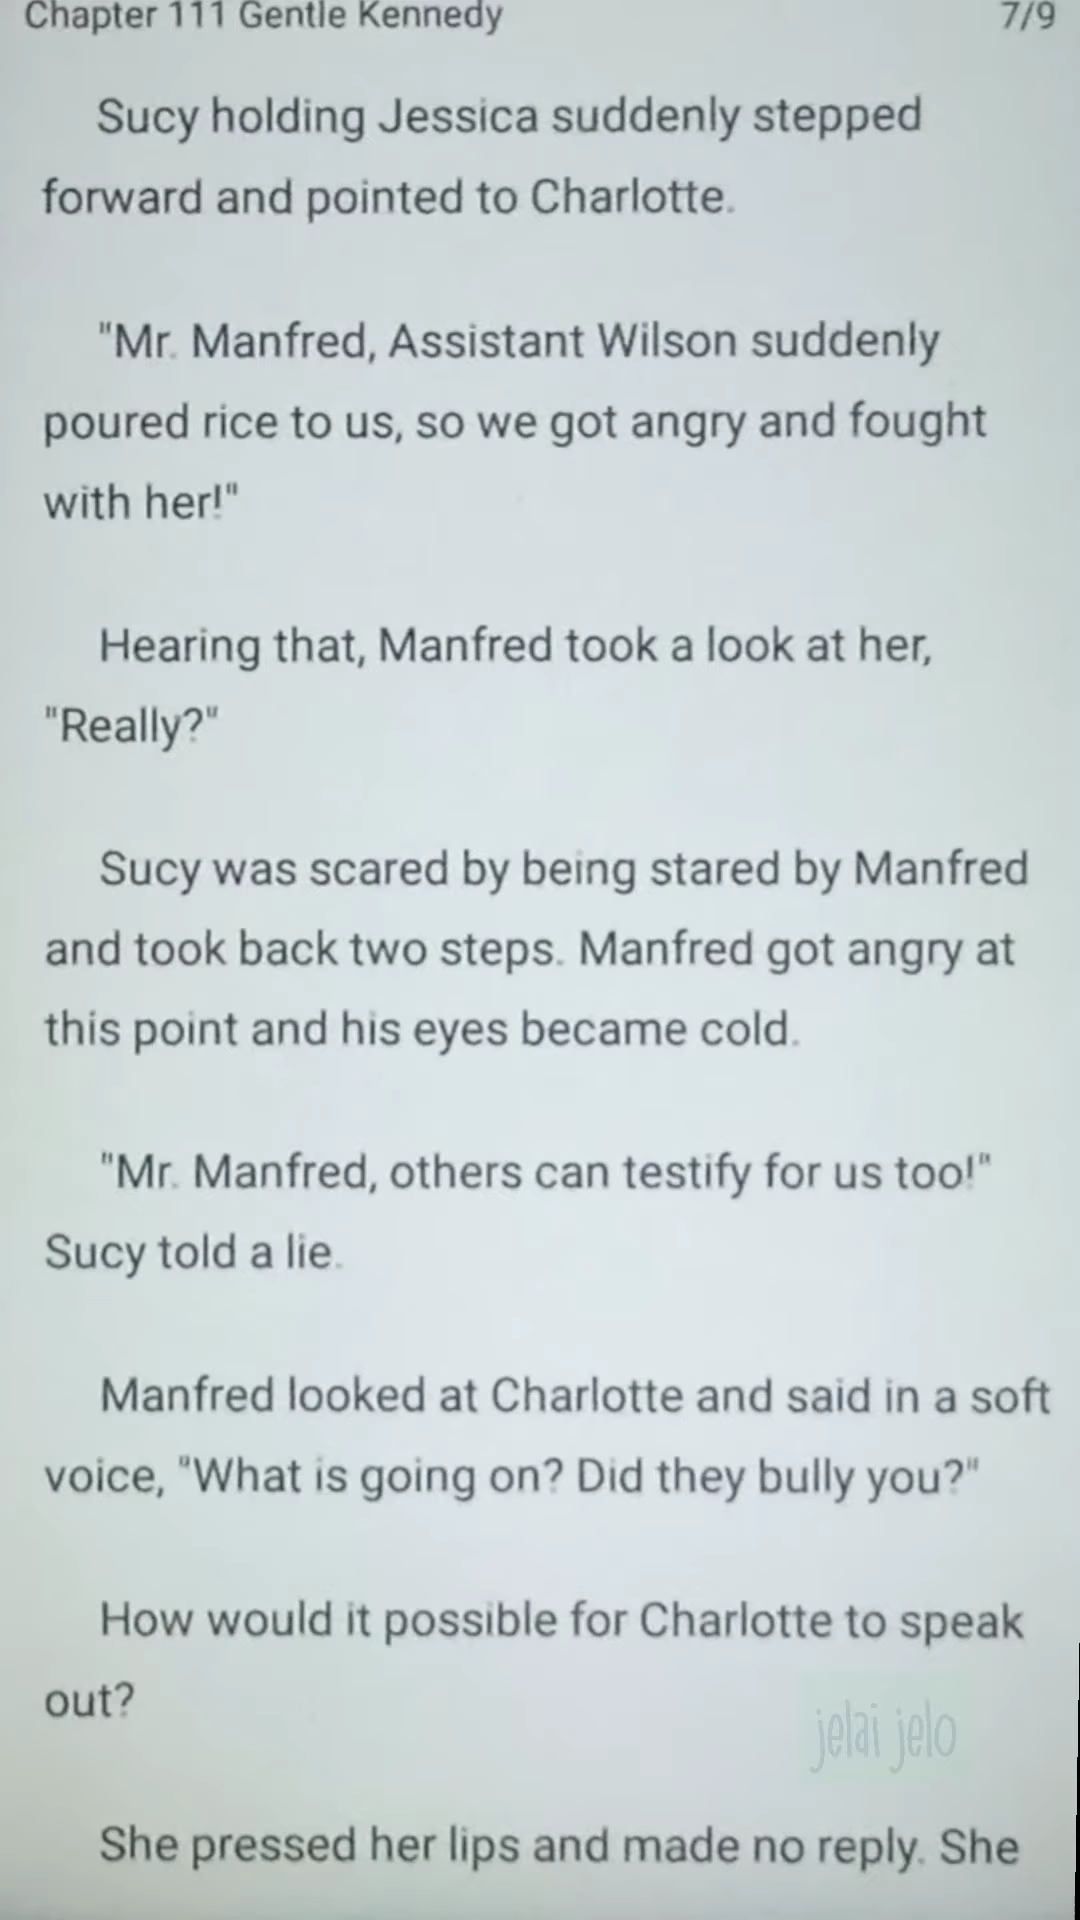 Chapter 111 Gentle Kennedy 7/9
Sucy holding Jessica suddenly stepped
forward and pointed to Charlotte.
"Mr. Manfred, Assistant Wilson suddenly
poured rice to us, so we got angry and fought
with her!"
Hearing that, Manfred took a look at her,
"Really?"
Sucy was scared by being stared by Manfred
and took back two steps. Manfred got angry at
this point and his eyes became cold.
"Mr. Manfred, others can testify for us too!"
Sucy told a lie.
Manfred looked at Charlotte and said in a soft
voice, "What is going on? Did they bully you?"
How would it possible for Charlotte to speak
out?
jelai jelo
She pressed her lips and made no reply. She